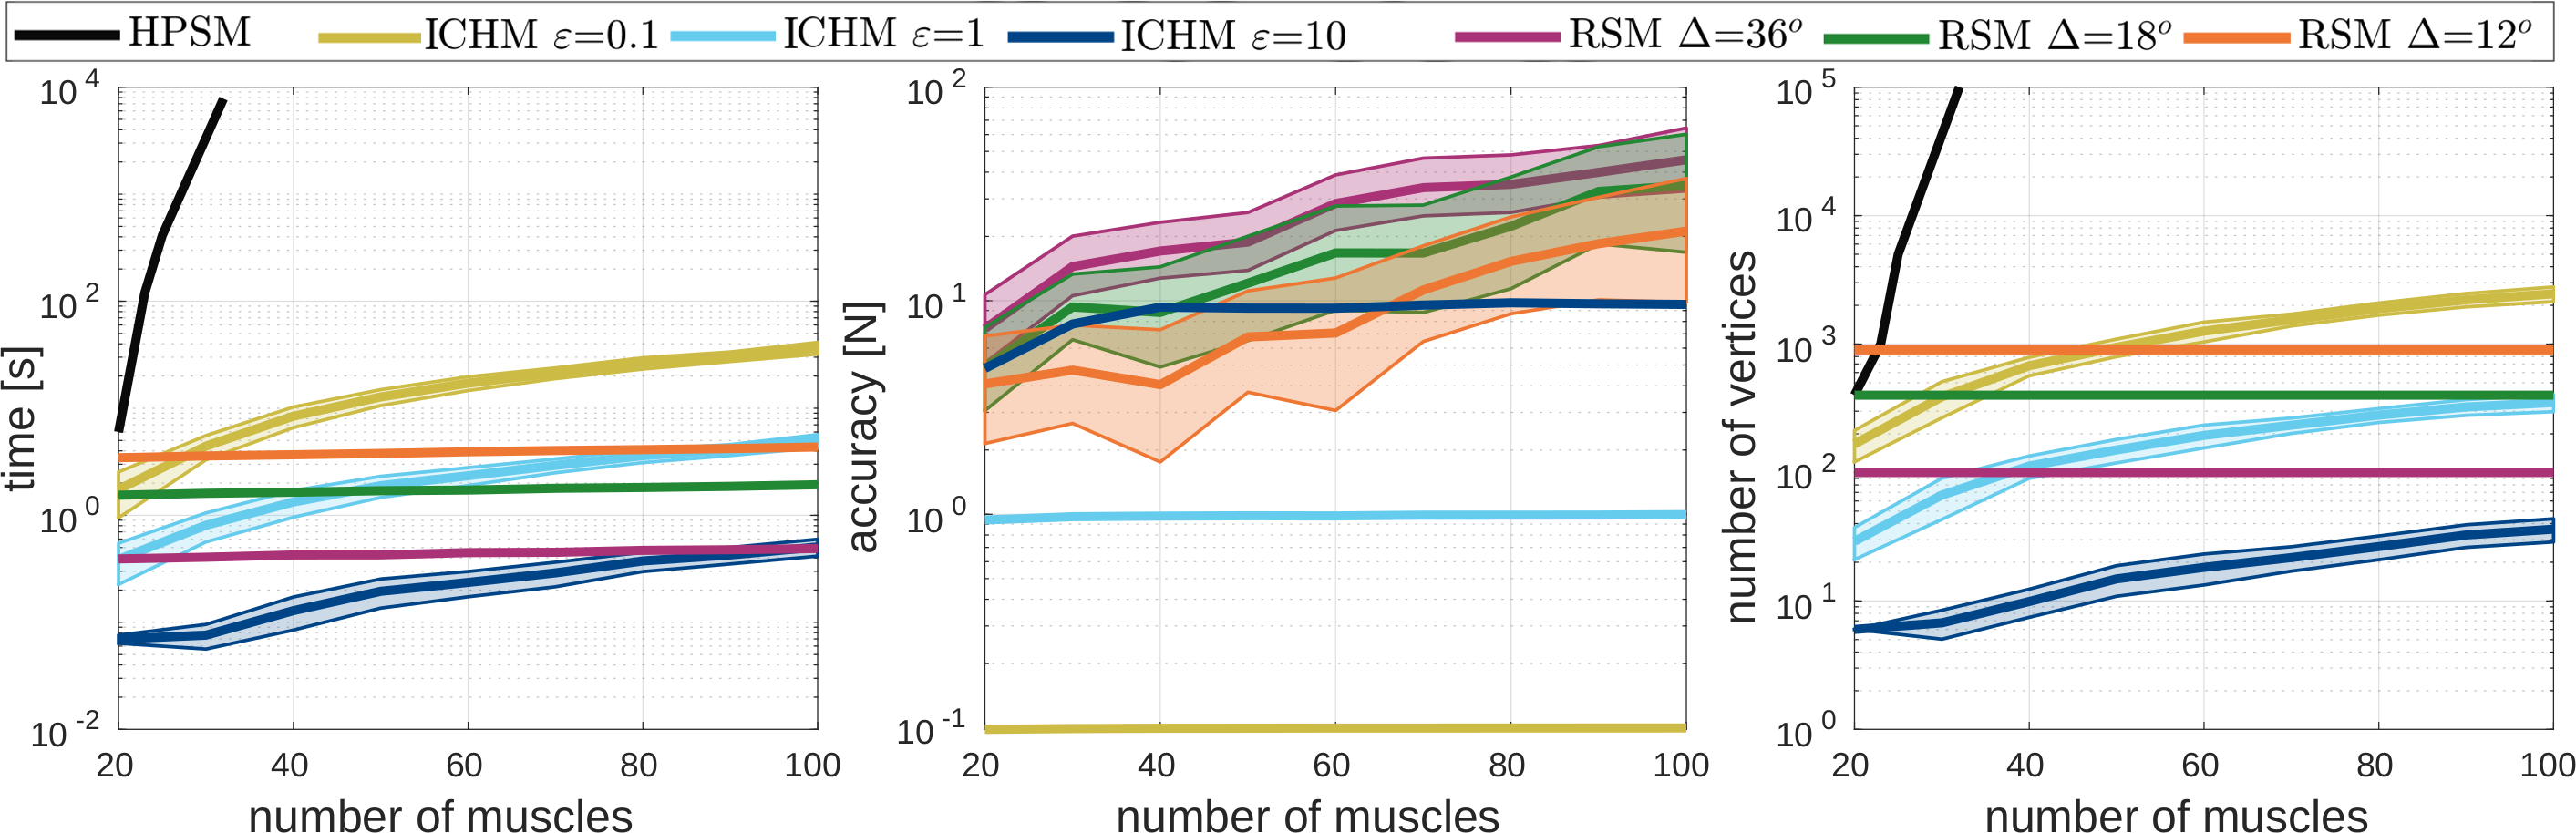 HPSM ICHM ε=0.1 ICHM ε=1 ICHM ε=10 RSM Δ=36° RSM Δ=18° RSM Δ=12°
time [s]
10^4
10^2
10^0
10^-2
20 40 60 80 100
number of muscles
accuracy [N]
10^2
10^1
10^0
10^-1
20 40 60 80 100
number of muscles
number of vertices
10^5
10^4
10^3
10^2
10^1
10^0
20 40 60 80 100
number of muscles